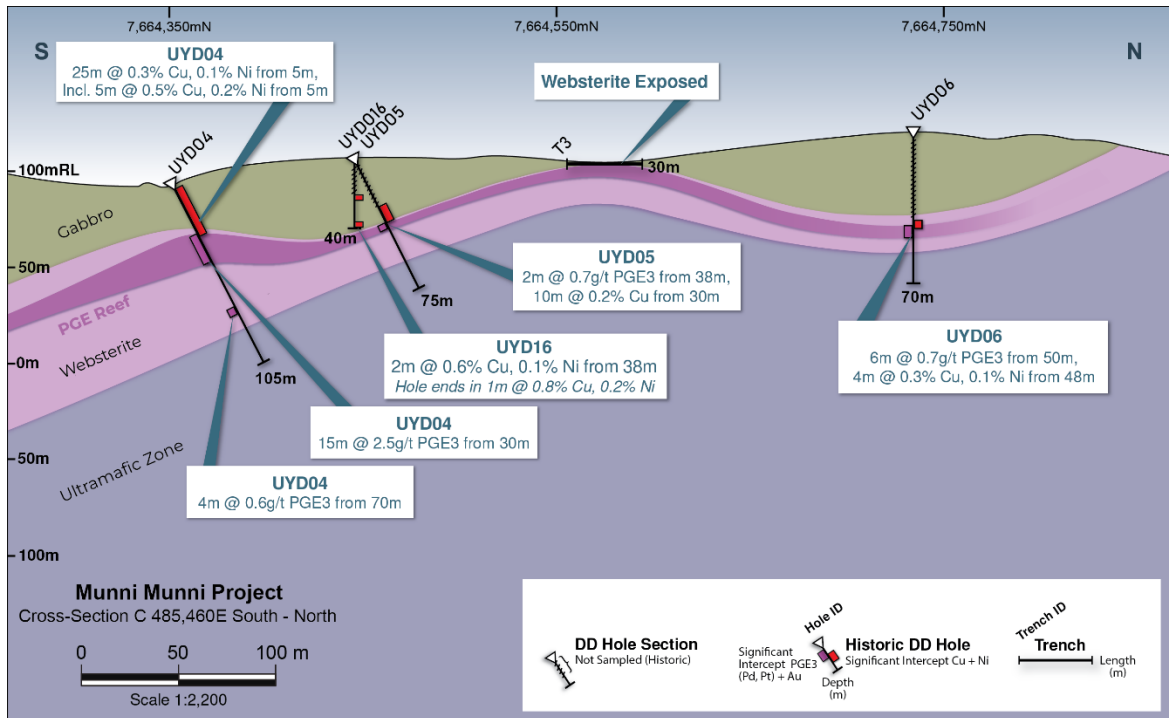 7,664,350mN
7,664,550mN
7,664,750mN
S
N
UYD04
25m @ 0.3% Cu, 0.1% Ni from 5m,
Incl. 5m @ 0.5% Cu, 0.2% Ni from 5m
Websterite Exposed
UYD04
UYD016
UYD05
T3
30m
UYD06
100mRL
Gabbro
40m
50m
75m
70m
UYD05
2m @ 0.7g/t PGE3 from 38m,
10m @ 0.2% Cu from 30m
PGE Reef
Websterite
0m
105m
UYD16
2m @ 0.6% Cu, 0.1% Ni from 38m
Hole ends in 1m @ 0.8% Cu, 0.2% Ni
UYD06
6m @ 0.7g/t PGE3 from 50m,
4m @ 0.3% Cu, 0.1% Ni from 48m
UYD04
15m @ 2.5g/t PGE3 from 30m
50m
Ultramafic Zone
UYD04
4m @ 0.6g/t PGE3 from 70m
100m
Munni Munni Project
Cross-Section C 485,460E South - North
0 50 100 m
Scale 1:2,200
DD Hole Section
Not Sampled (Historic)
Hole ID
Significant
Intercept PGE3
(Pd, Pt) + Au
Depth
(m)
Historic DD Hole
Significant Intercept Cu + Ni
Trench ID
Trench
Length
(m)